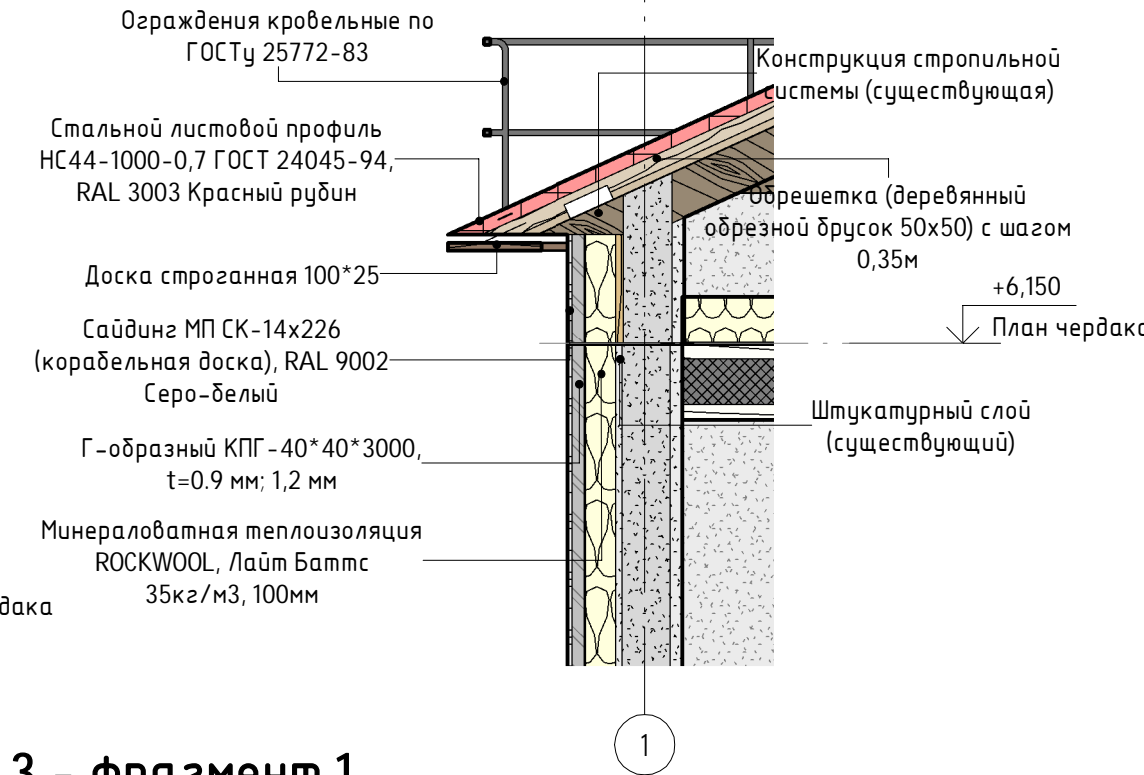 Ограждения кровельные по
ГОСТу 25772-83
Стальной листовой профиль
НС44-1000-0,7 ГОСТ 24045-94,
RAL 3003 Красный рубин
Доска строганная 100*25
Сайдинг МП СК-14х226
(корабельная доска), RAL 9002
Серо-белый
Г-образный КПГ-40*40*3000,
t=0.9 мм; 1,2 мм
Минераловатная теплоизоляция
ROCKWOOL, Лайт Баттс
35кг/м3, 100мм
Конструкция стропильной
системы (существующая)
Обрешетка (деревянный
обрезной брусок 50х50) с шагом
0,35м
+6,150
План чердака
Штукатурный слой
(существующий)
дака
1
3 - фрагмент 1